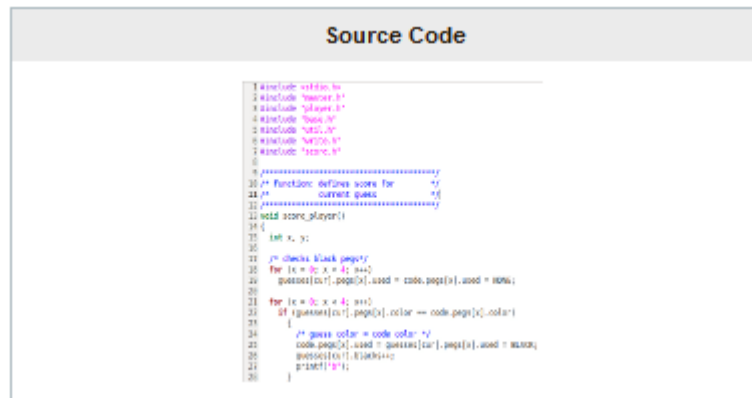 Source Code
1 #include <stdio.h>
2 #include "master.h"
3 #include "player.h"
4 #include "base.h"
5 #include "util.h"
6 #include "write.h"
7 #include "score.h"
8
9 /****************************************/
10 /* Function: defines score for */
11 /* current guess */
12 /****************************************/
13 void score_player()
14 {
15 int x, y;
16
17 /* checks black pegs*/
18 for (x = 0; x < 4; x++)
19 guesses[cur].pegs[x].used = code.pegs[x].used = NONE;
20
21 for (x = 0; x < 4; x++)
22 if (guesses[cur].pegs[x].color == code.pegs[x].color)
23 {
24 /* guess color = code color */
25 code.pegs[x].used = guesses[cur].pegs[x].used = BLACK;
26 guesses[cur].blacks++;
27 printf("b");
28 }